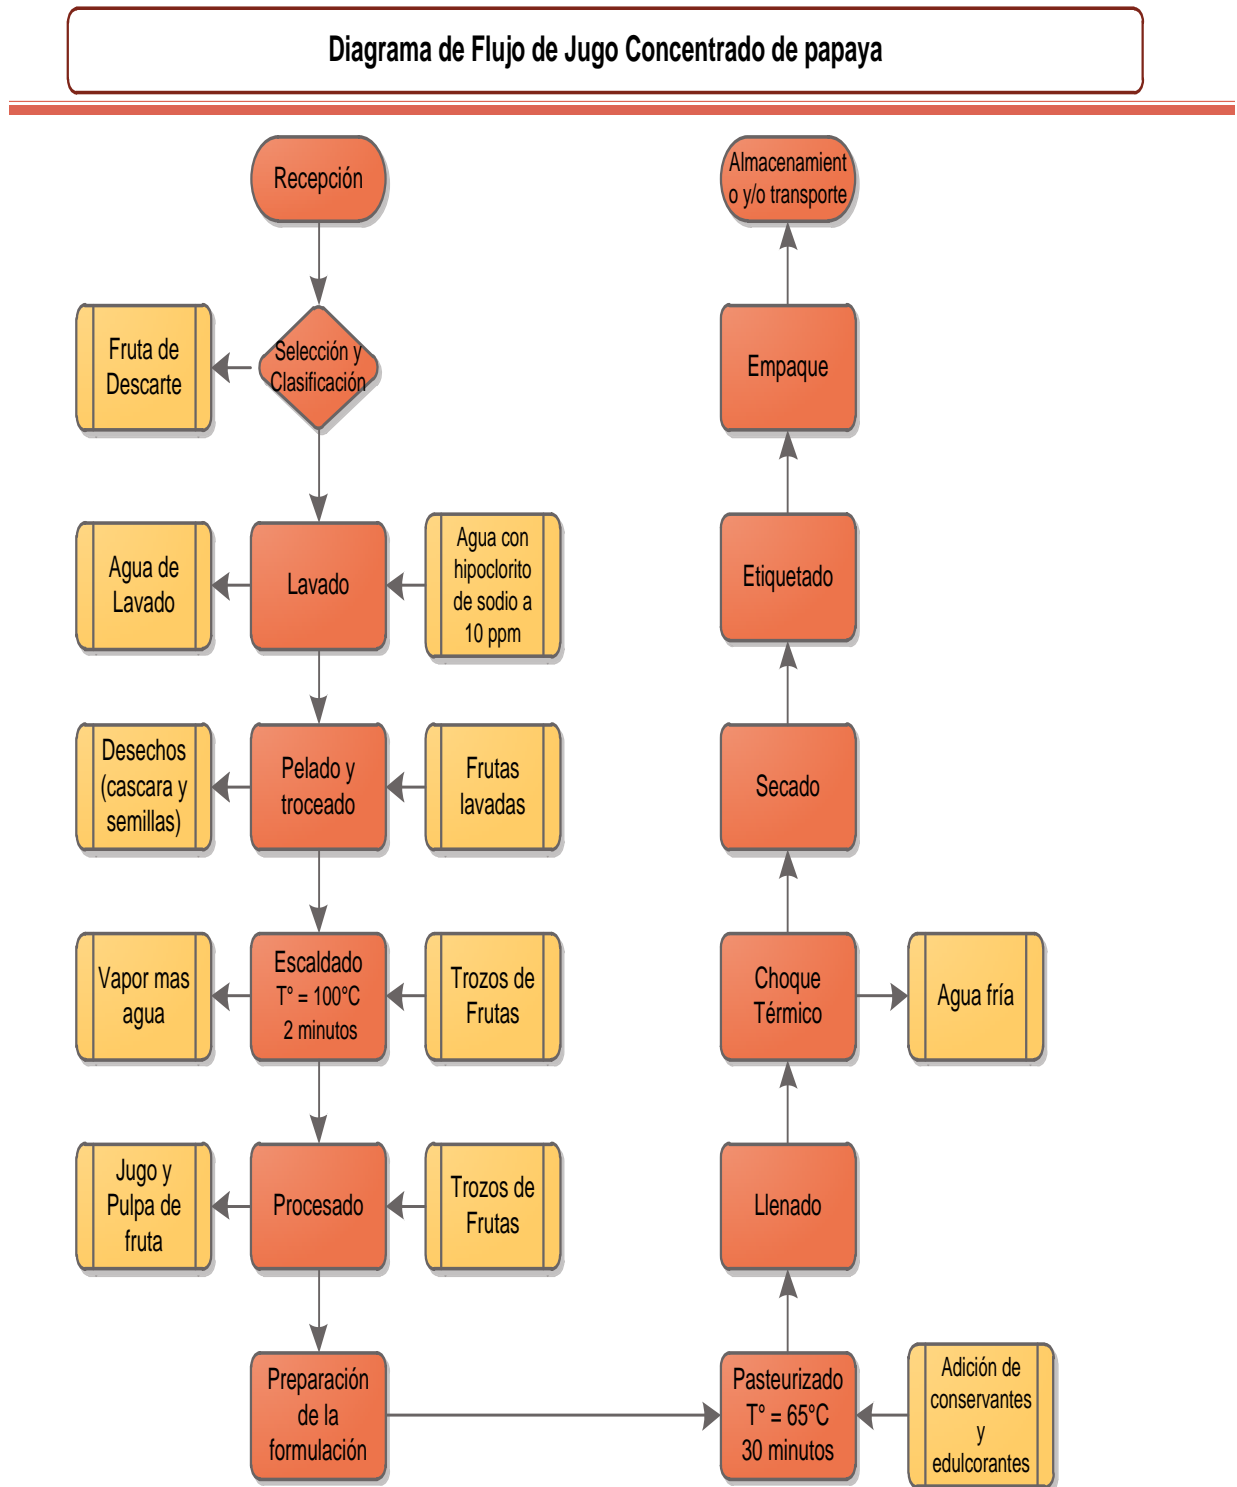 Diagrama de Flujo de Jugo Concentrado de papaya
Recepción
Selección y
Clasificación
Fruta de
Descarte
Lavado
Agua de
Lavado
Agua con
hipoclorito
de sodio a
10 ppm
Pelado y
troceado
Desechos
(cascara y
semillas)
Frutas
lavadas
Escaldado
T° = 100°C
2 minutos
Vapor mas
agua
Trozos de
Frutas
Procesado
Jugo y
Pulpa de
fruta
Trozos de
Frutas
Preparación
de la
formulación
Pasteurizado
T° = 65°C
30 minutos
Adición de
conservantes
y
edulcorantes
Llenado
Choque
Térmico
Agua fría
Secado
Etiquetado
Empaque
Almacenamient
o y/o transporte